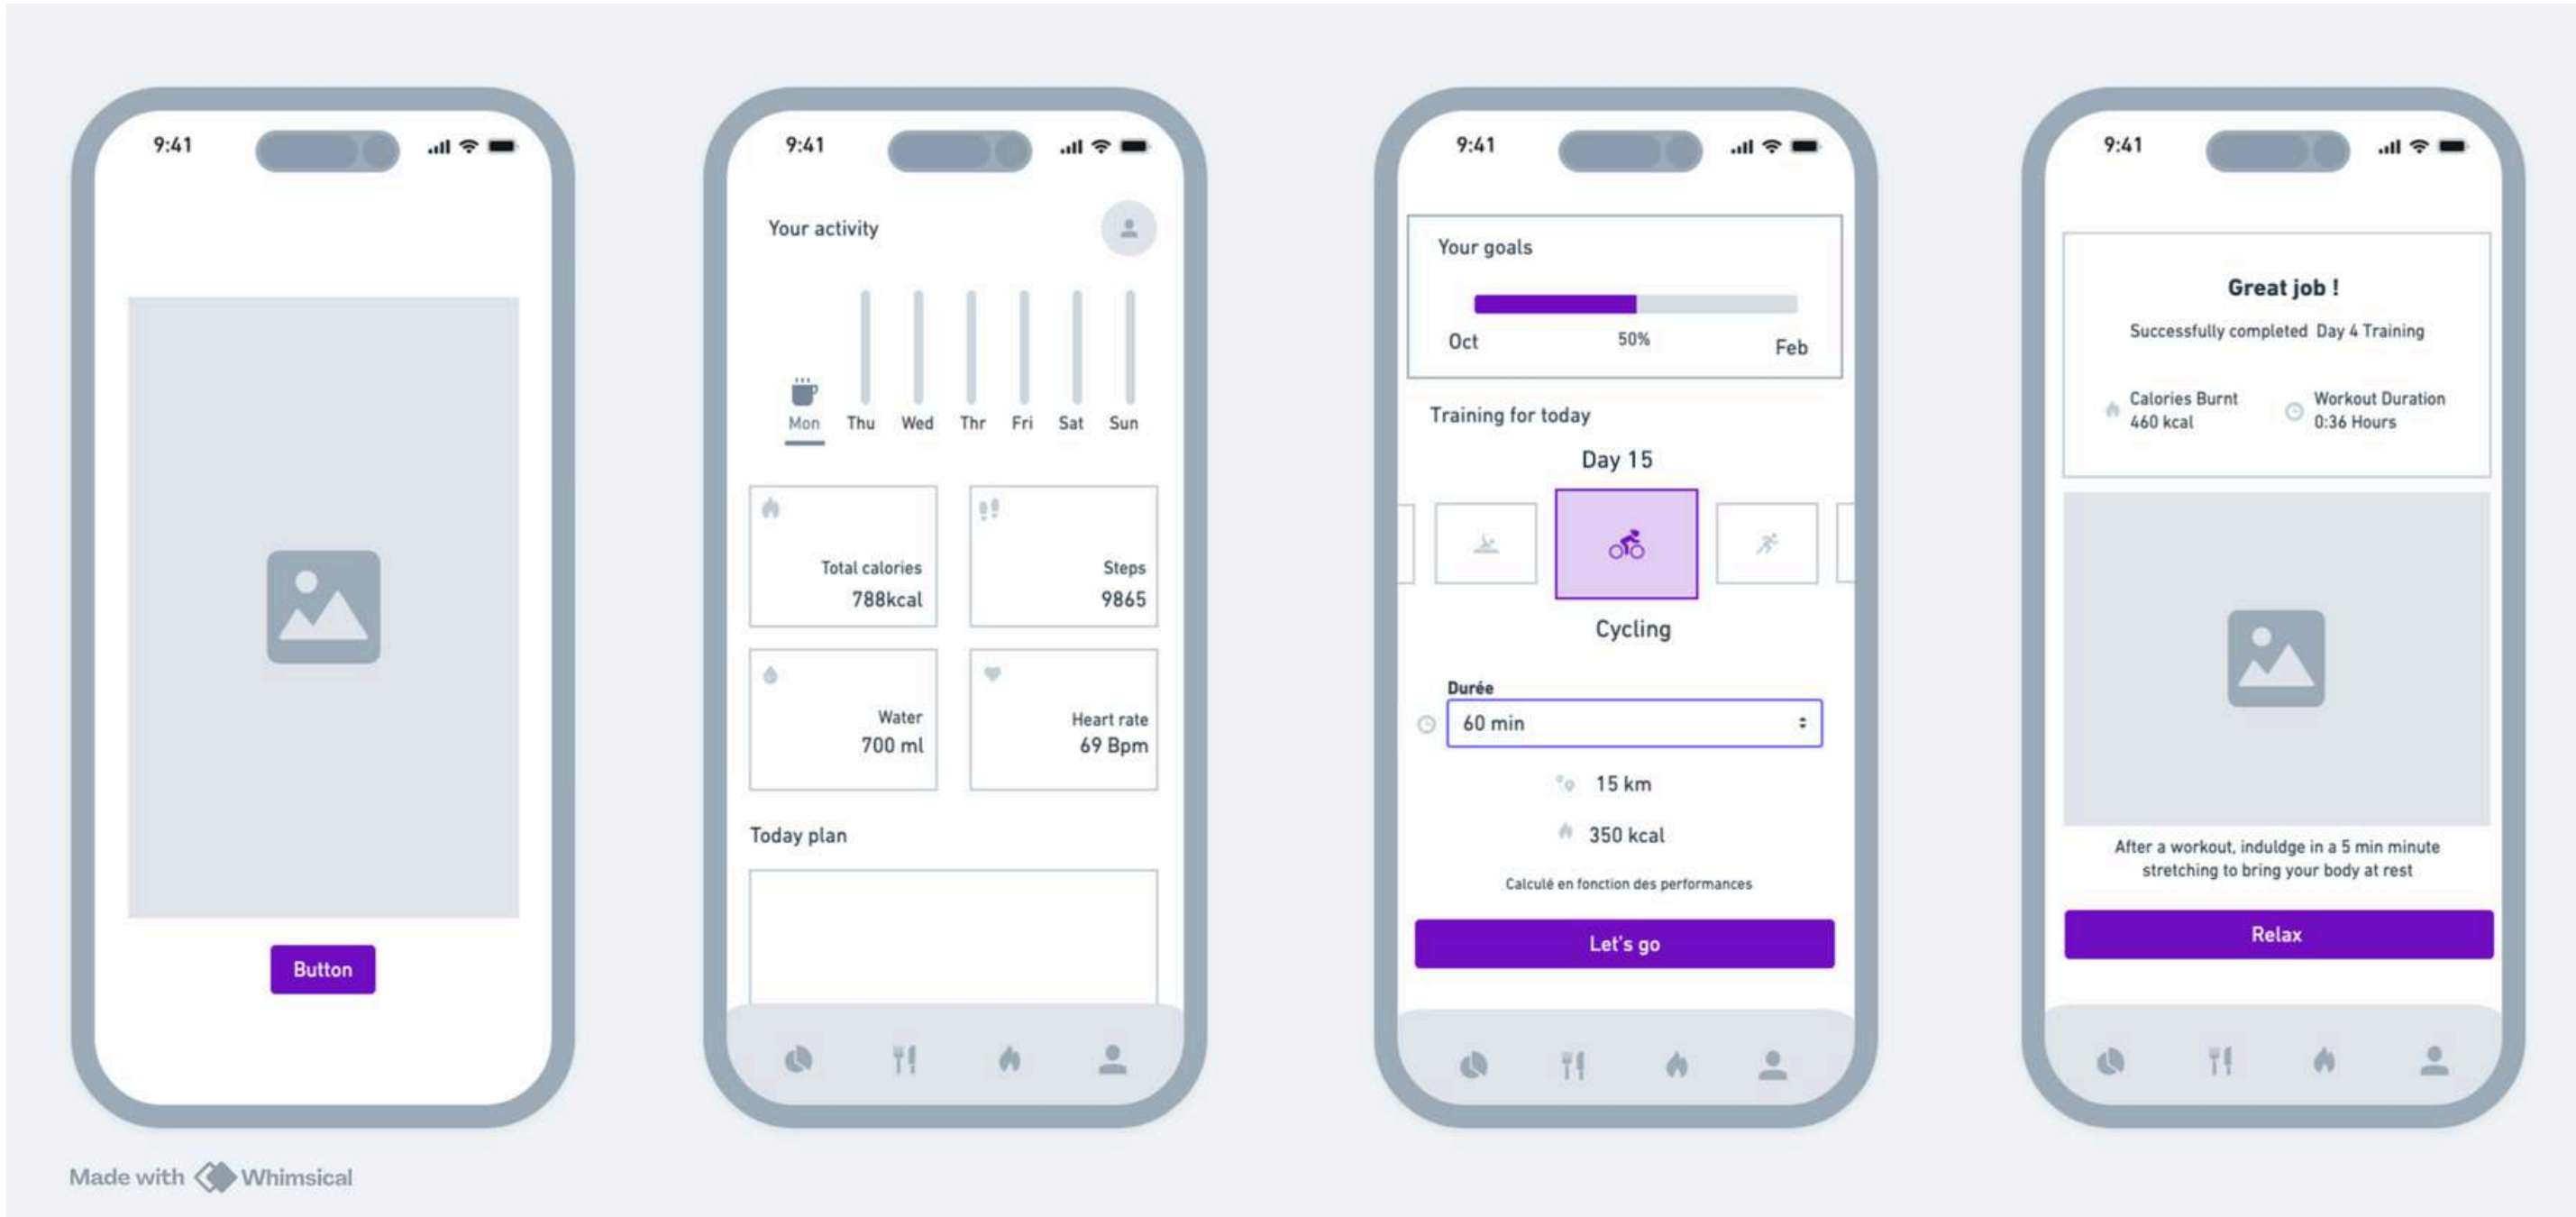 9:41
Button
9:41
Your activity
Mon Thu Wed Thr Fri Sat Sun
Total calories
788kcal
Steps
9865
Water
700 ml
Heart rate
69 Bpm
Today plan
9:41
Your goals
Oct 50% Feb
Training for today
Day 15
Cycling
Durée
60 min
15 km
350 kcal
Calculé en fonction des performances
Let's go
9:41
Great job !
Successfully completed Day 4 Training
Calories Burnt
460 kcal
Workout Duration
0:36 Hours
After a workout, induldge in a 5 min minute
stretching to bring your body at rest
Relax
Made with Whimsical